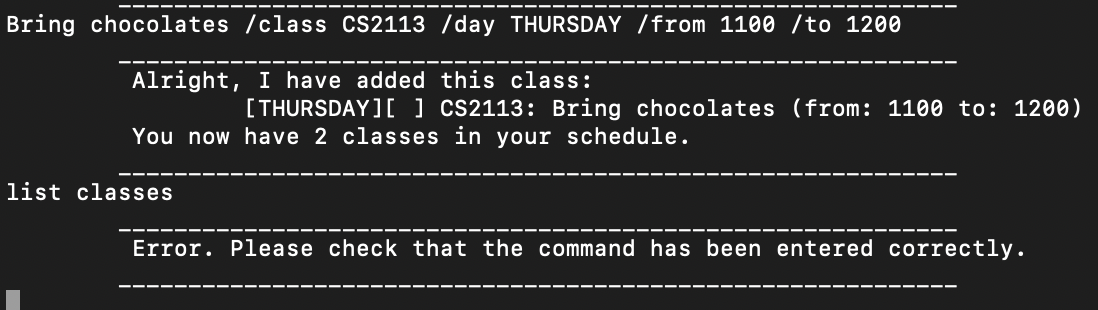 ____________________________________________________________
Bring chocolates /class CS2113 /day THURSDAY /from 1100 /to 1200
____________________________________________________________
Alright, I have added this class:
[THURSDAY][ ] CS2113: Bring chocolates (from: 1100 to: 1200)
You now have 2 classes in your schedule.
____________________________________________________________
list classes
____________________________________________________________
Error. Please check that the command has been entered correctly.
____________________________________________________________